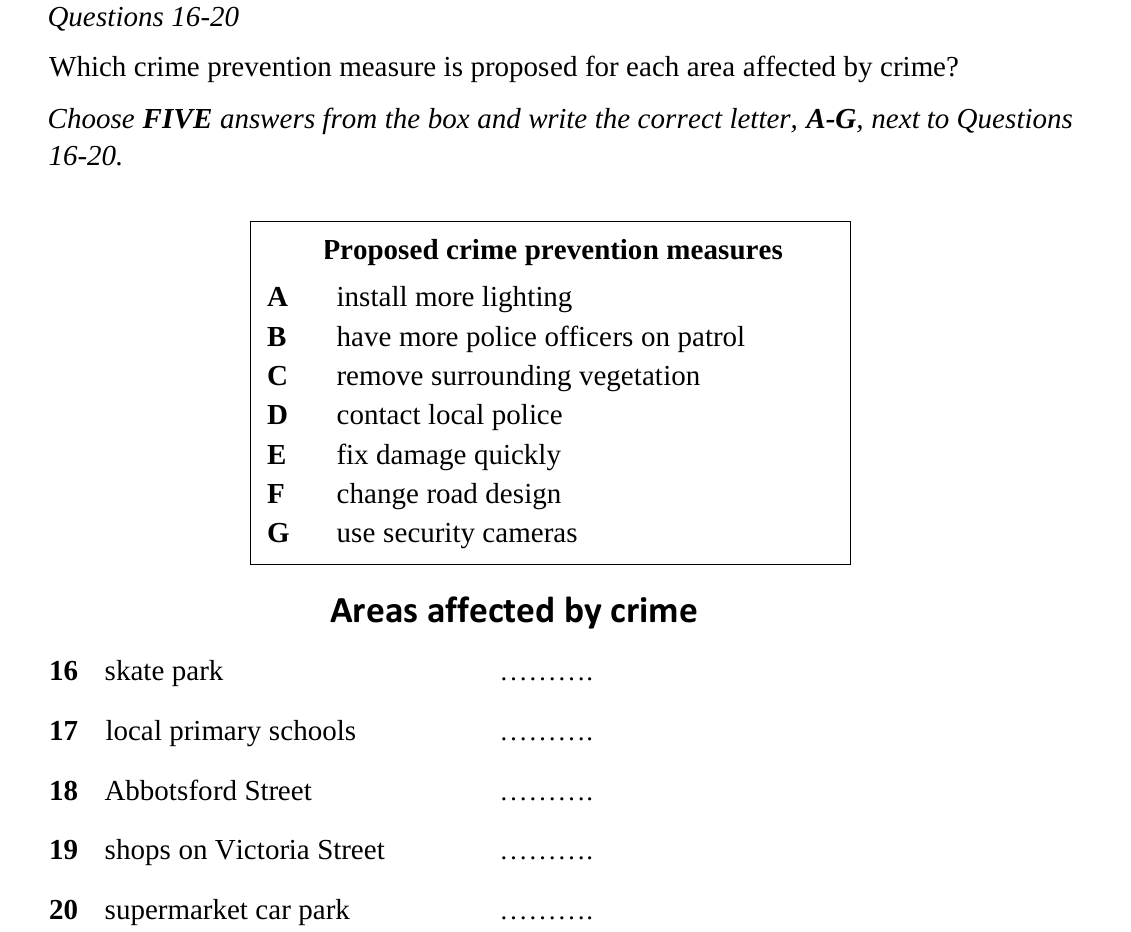 Questions 16-20
Which crime prevention measure is proposed for each area affected by crime?
Choose FIVE answers from the box and write the correct letter, A-G, next to Questions
16-20.
Proposed crime prevention measures
A install more lighting
B have more police officers on patrol
C remove surrounding vegetation
D contact local police
E fix damage quickly
F change road design
G use security cameras
Areas affected by crime
16 skate park ..........
17 local primary schools ..........
18 Abbotsford Street ..........
19 shops on Victoria Street ..........
20 supermarket car park ..........